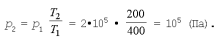 p₂ = p₁ T₂/T₁ = 2•10⁵ • 200/400 = 10⁵ (Па).